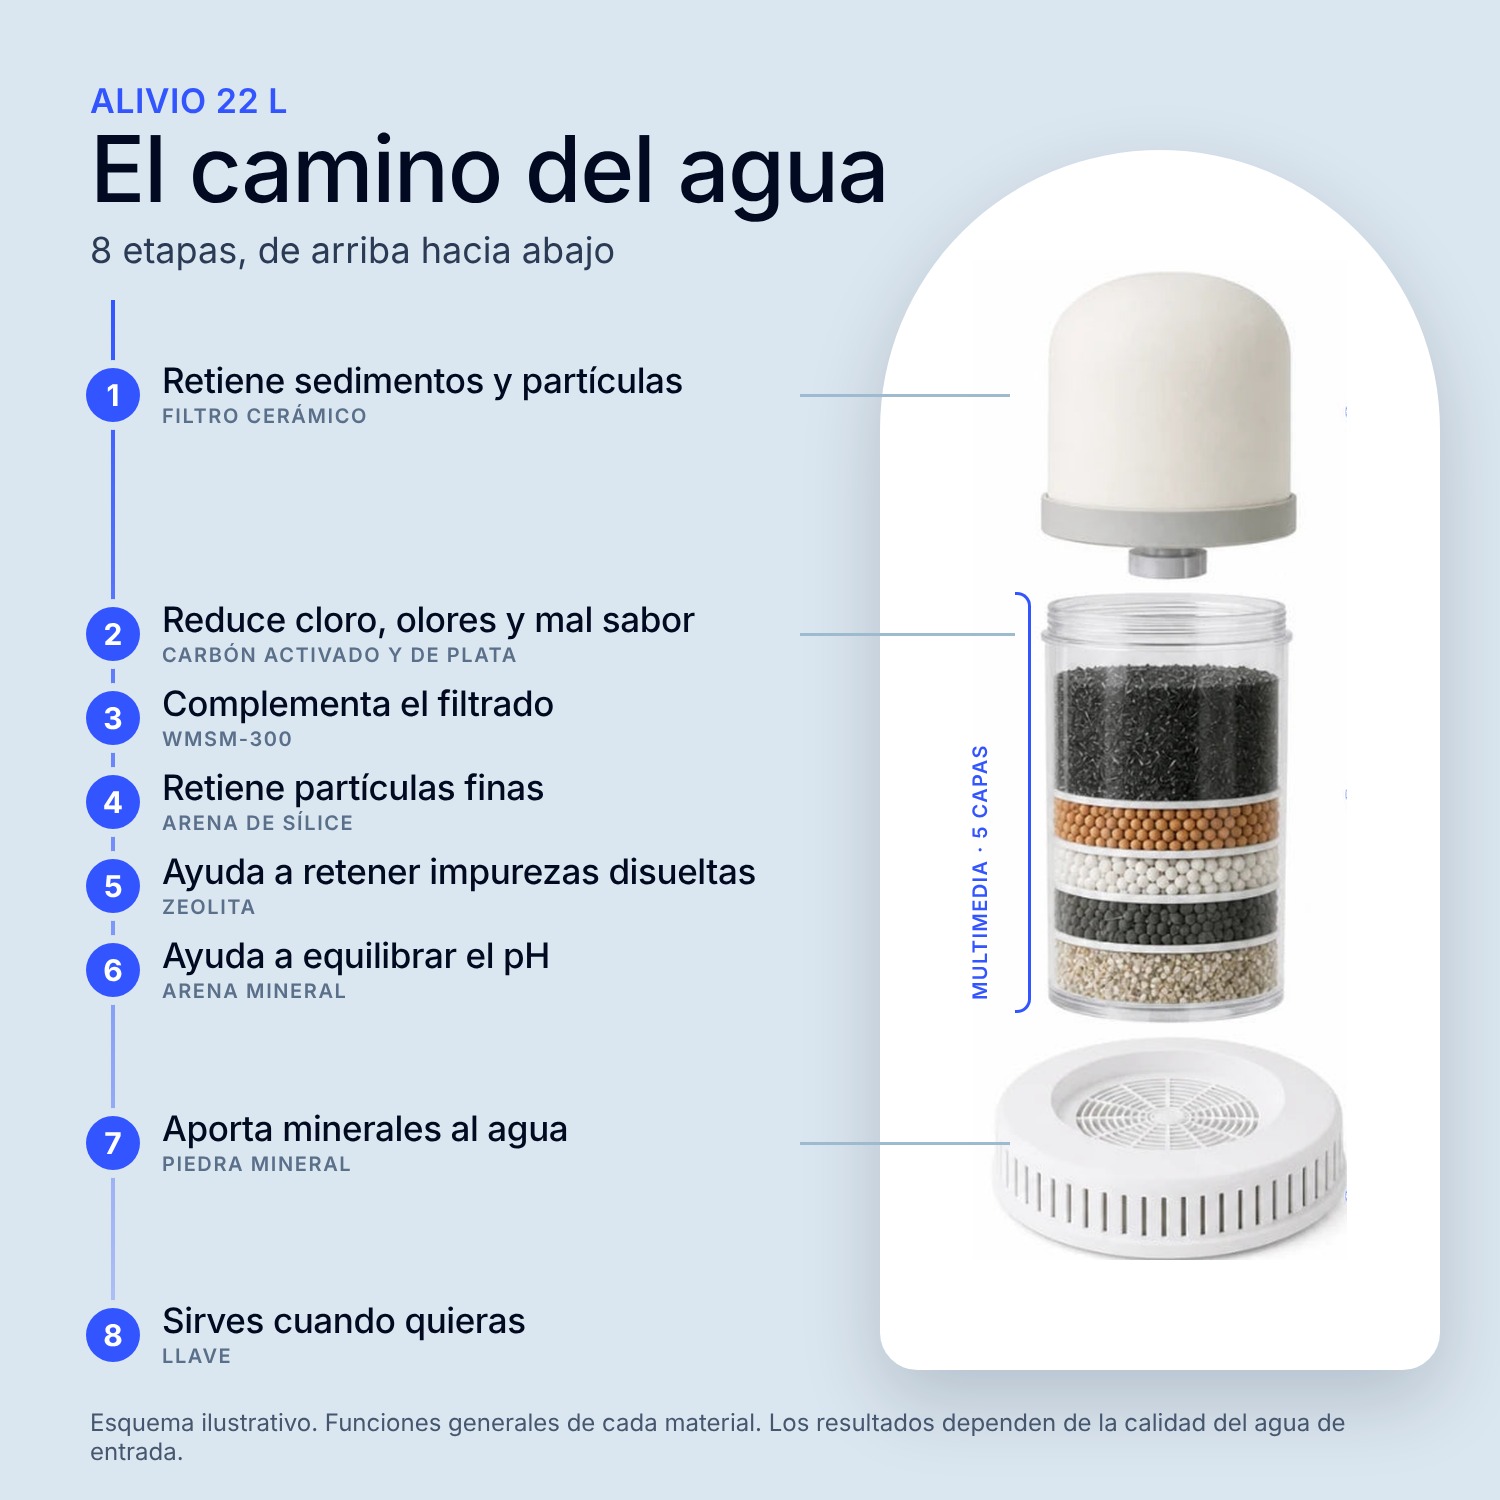 ALIVIO 22 L
El camino del agua
8 etapas, de arriba hacia abajo
1
Retiene sedimentos y partículas
FILTRO CERÁMICO
2
Reduce cloro, olores y mal sabor
CARBÓN ACTIVADO Y DE PLATA
3
Complementa el filtrado
WMSM-300
4
Retiene partículas finas
ARENA DE SÍLICE
5
Ayuda a retener impurezas disueltas
ZEOLITA
6
Ayuda a equilibrar el pH
ARENA MINERAL
MULTIMEDIA · 5 CAPAS
7
Aporta minerales al agua
PIEDRA MINERAL
8
Sirves cuando quieras
LLAVE
Esquema ilustrativo. Funciones generales de cada material. Los resultados dependen de la calidad del agua de
entrada.